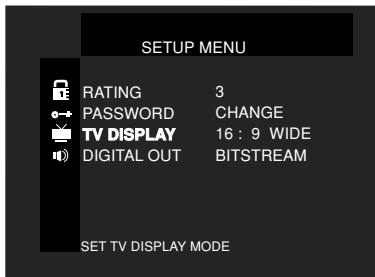 SETUP MENU
RATING 3
PASSWORD CHANGE
TV DISPLAY 16 : 9 WIDE
DIGITAL OUT BITSTREAM
SET TV DISPLAY MODE